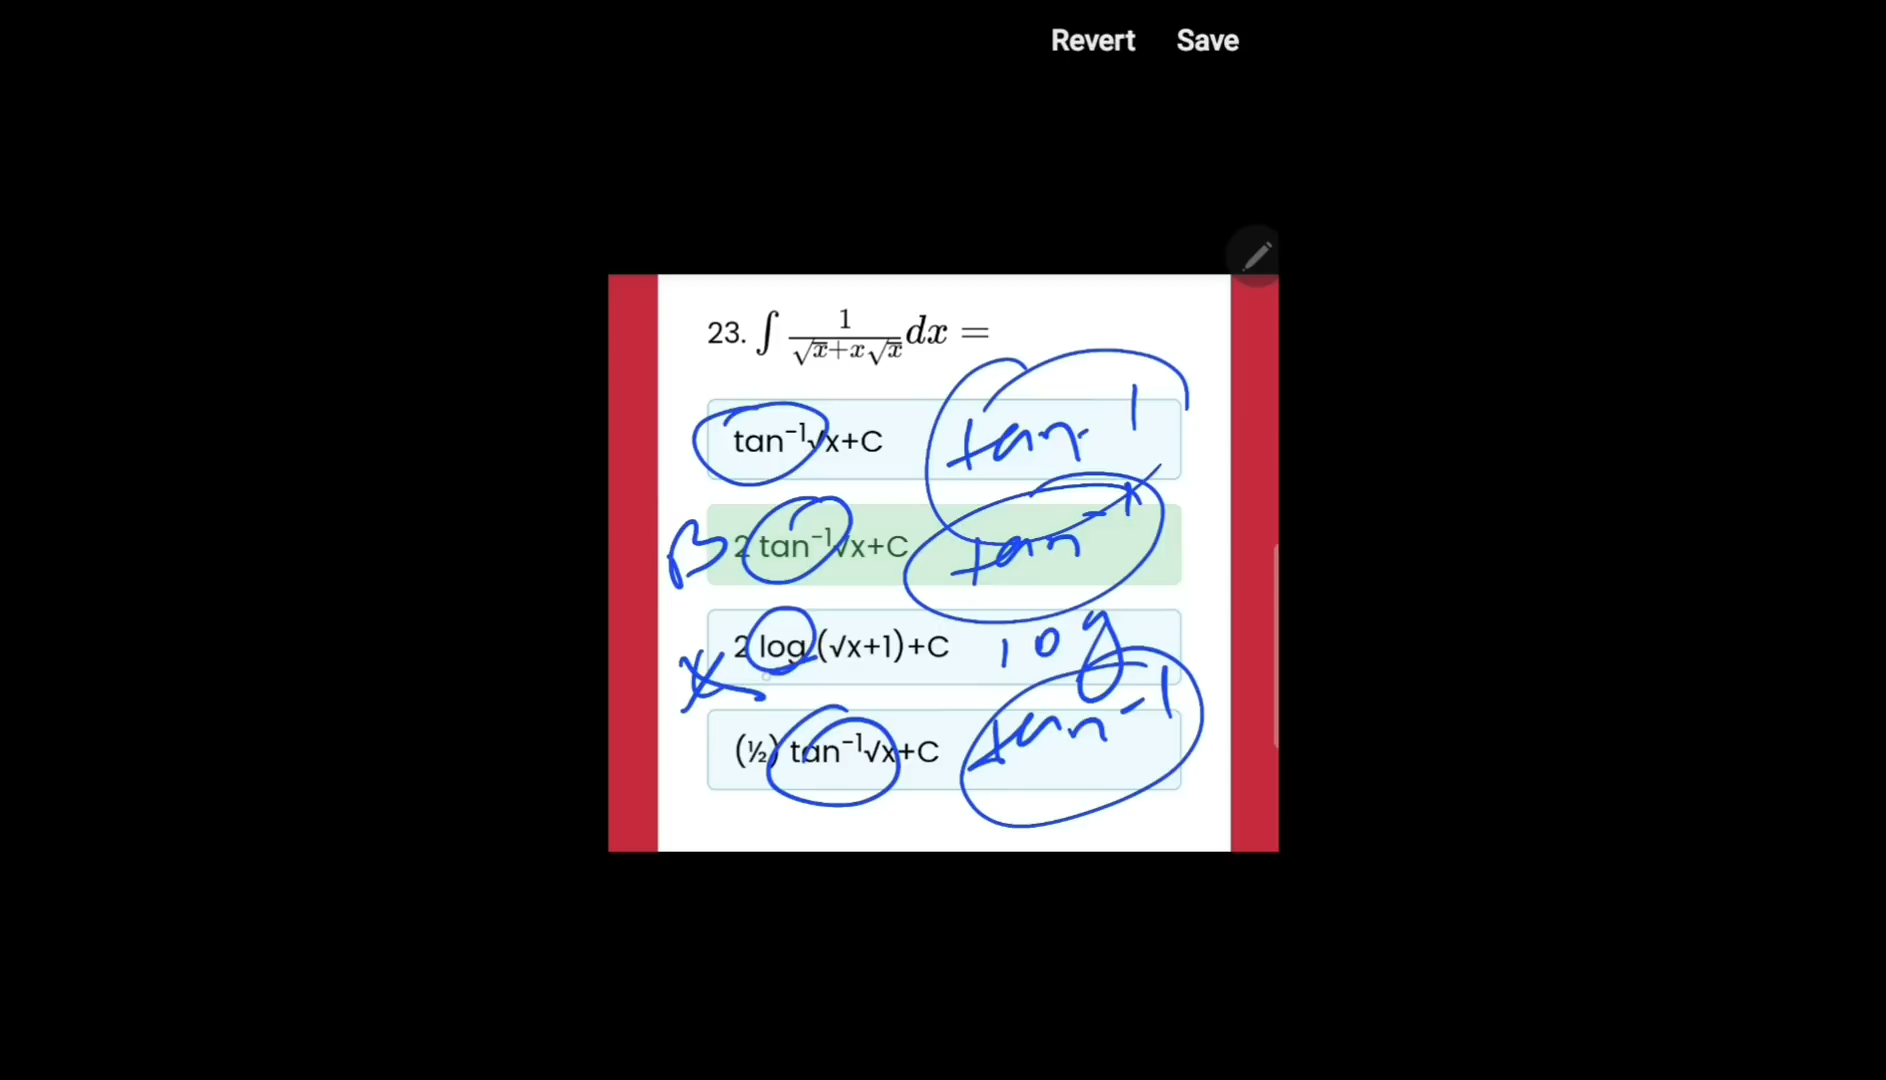 Revert Save
23. ∫ 1/(√x+x√x) dx =
tan⁻¹√x+C tan-1
B 2 tan⁻¹√x+C tan-1
2 log (√x+1)+C log
(½) tan⁻¹√x+C tan-1